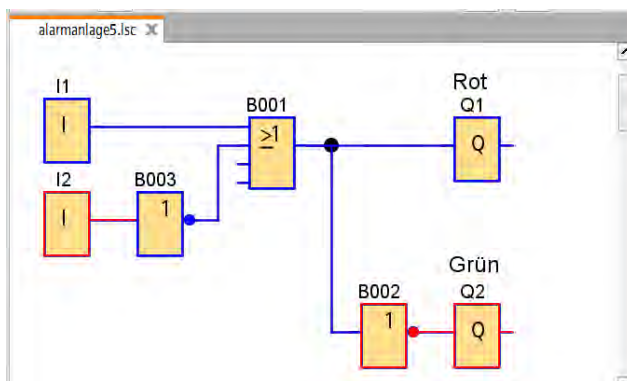 alarmanlage5.lsc
I1
I
B001
≥1
Rot
Q1
Q
I2
I
B003
1
Grün
B002
1
Q2
Q